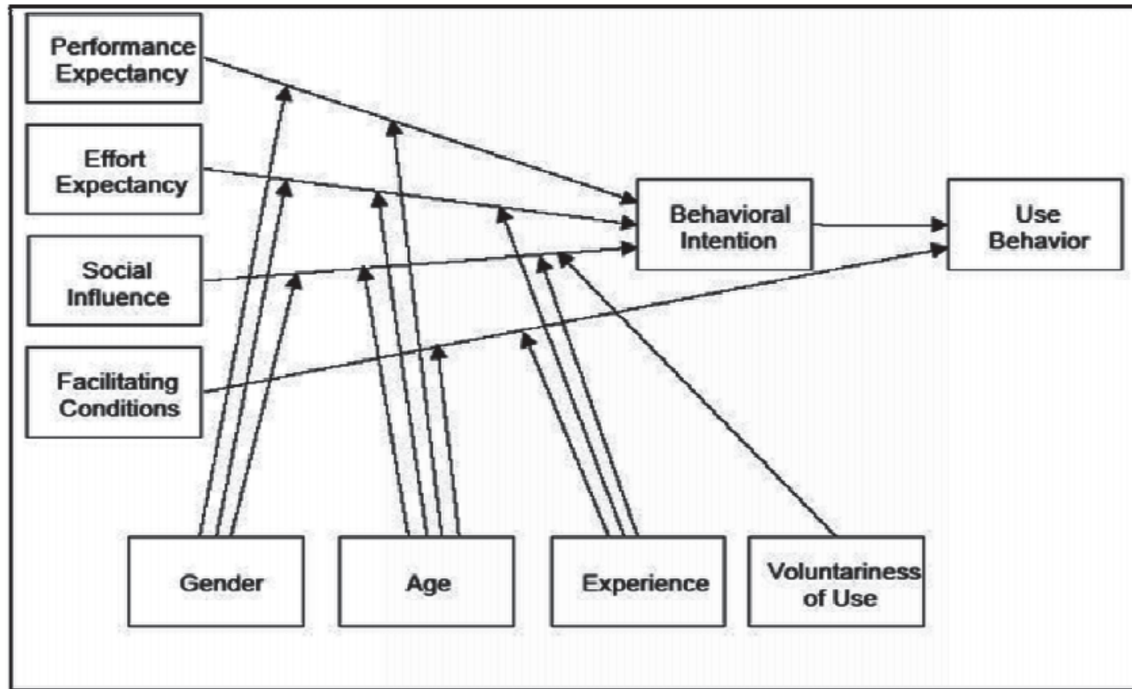 Performance
Expectancy
Effort
Expectancy
Social
Influence
Facilitating
Conditions
Behavioral
Intention
Use
Behavior
Gender
Age
Experience
Voluntariness
of Use